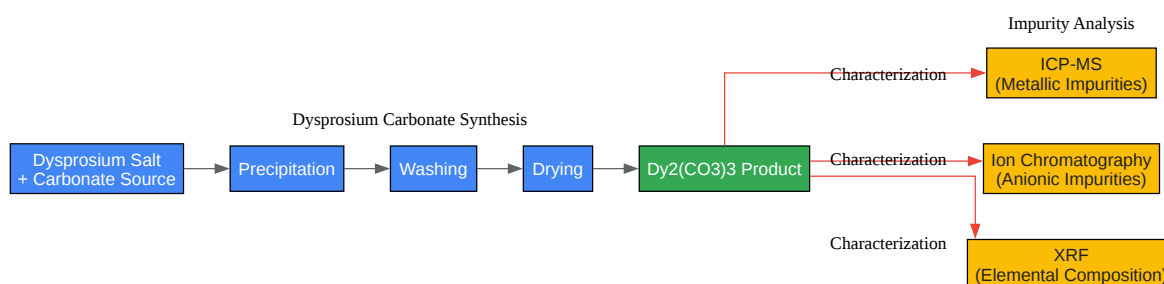 Impurity Analysis
ICP-MS
(Metallic Impurities)
Characterization
Dysprosium Carbonate Synthesis
Dysprosium Salt
+ Carbonate Source
Precipitation
Washing
Drying
Dy2(CO3)3 Product
Characterization
Ion Chromatography
(Anionic Impurities)
Characterization
XRF
(Elemental Composition)